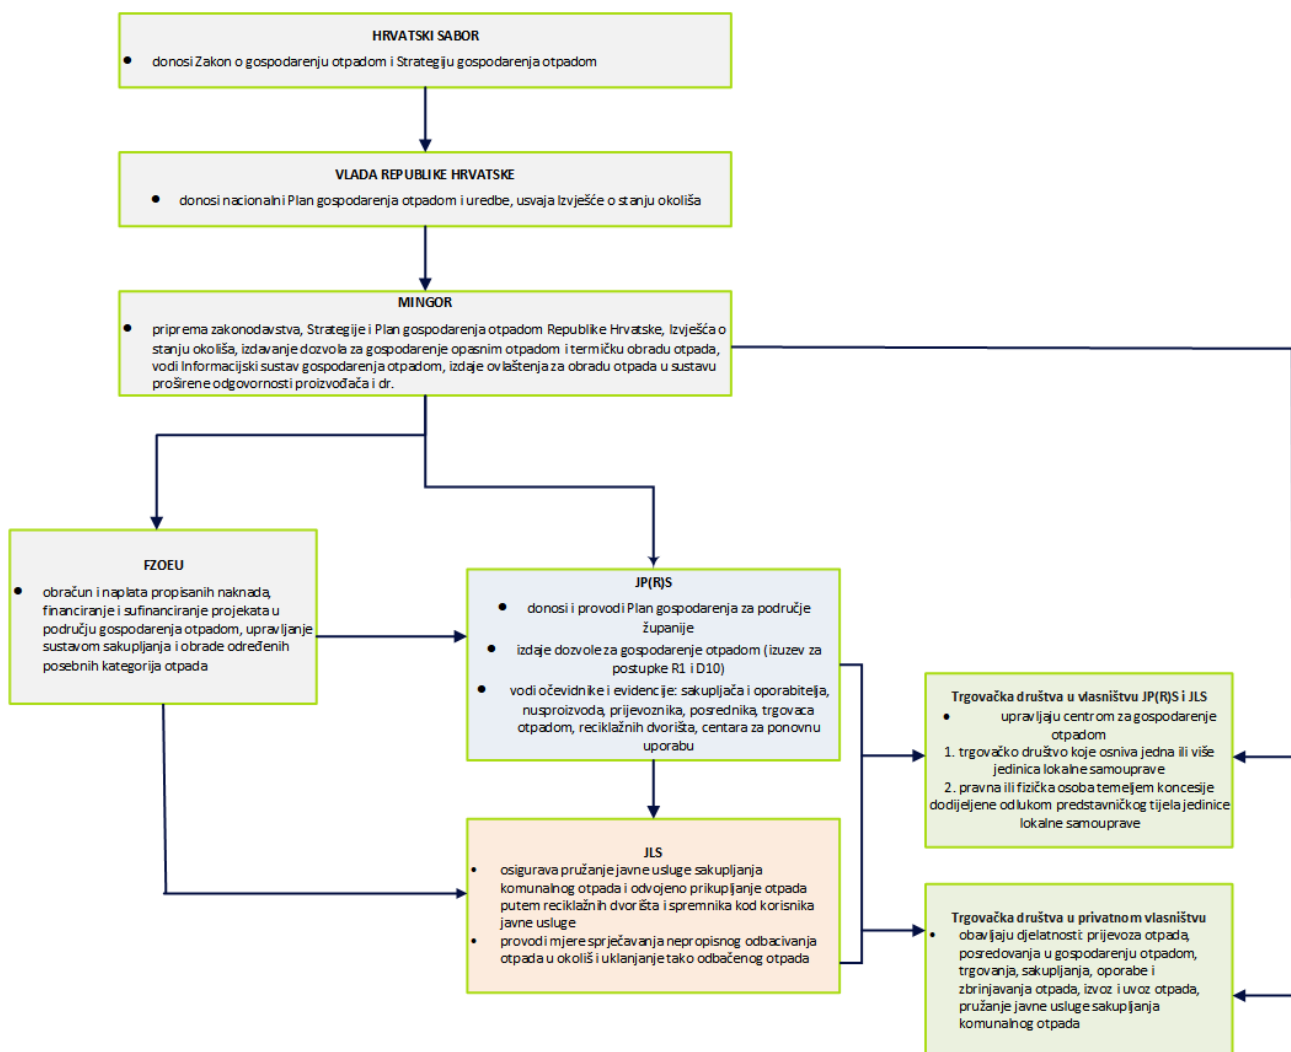 HRVATSKI SABOR
• donosi Zakon o gospodarenju otpadom i Strategiju gospodarenja otpadom
VLADA REPUBLIKE HRVATSKE
• donosi nacionalni Plan gospodarenja otpadom i uredbe, usvaja Izvješće o stanju okoliša
MINGOR
• priprema zakonodavstva, Strategije i Plan gospodarenja otpadom Republike Hrvatske, Izvješća o
stanju okoliša, izdavanje dozvola za gospodarenje opasnim otpadom i termičku obradu otpada,
vodi Informacijski sustav gospodarenja otpadom, izdaje ovlaštenja za obradu otpada u sustavu
proširene odgovornosti proizvođača i dr.
FZOEU
• obračun i naplata propisanih naknada,
financiranje i sufinanciranje projekata u
području gospodarenja otpadom, upravljanje
sustavom sakupljanja i obrade određenih
posebnih kategorija otpada
JP(R)S
• donosi i provodi Plan gospodarenja za područje
županije
• izdaje dozvole za gospodarenje otpadom (izuzev za
postupke R1 i D10)
• vodi očevidnike i evidencije: sakupljača i oporabitelja,
nusproizvoda, prijevoznika, posrednika, trgovaca
otpadom, reciklažnih dvorišta, centara za ponovnu
uporabu
JLS
• osigurava pružanje javne usluge sakupljanja
komunalnog otpada i odvojeno prikupljanje otpada
putem reciklažnih dvorišta i spremnika kod korisnika
javne usluge
• provodi mjere sprječavanja nepropisnog odbacivanja
otpada u okoliš i uklanjanje tako odbačenog otpada
Trgovačka društva u vlasništvu JP(R)S i JLS
• upravljaju centrom za gospodarenje
otpadom
1. trgovačko društvo koje osniva jedna ili više
jedinica lokalne samouprave
2. pravna ili fizička osoba temeljem koncesije
dodijeljene odlukom predstavničkog tijela jedinice
lokalne samouprave
Trgovačka društva u privatnom vlasništvu
• obavljaju djelatnosti: prijevoza otpada,
posredovanja u gospodarenju otpadom,
trgovanja, sakupljanja, oporabe i
zbrinjavanja otpada, izvoz i uvoz otpada,
pružanje javne usluge sakupljanja
komunalnog otpada